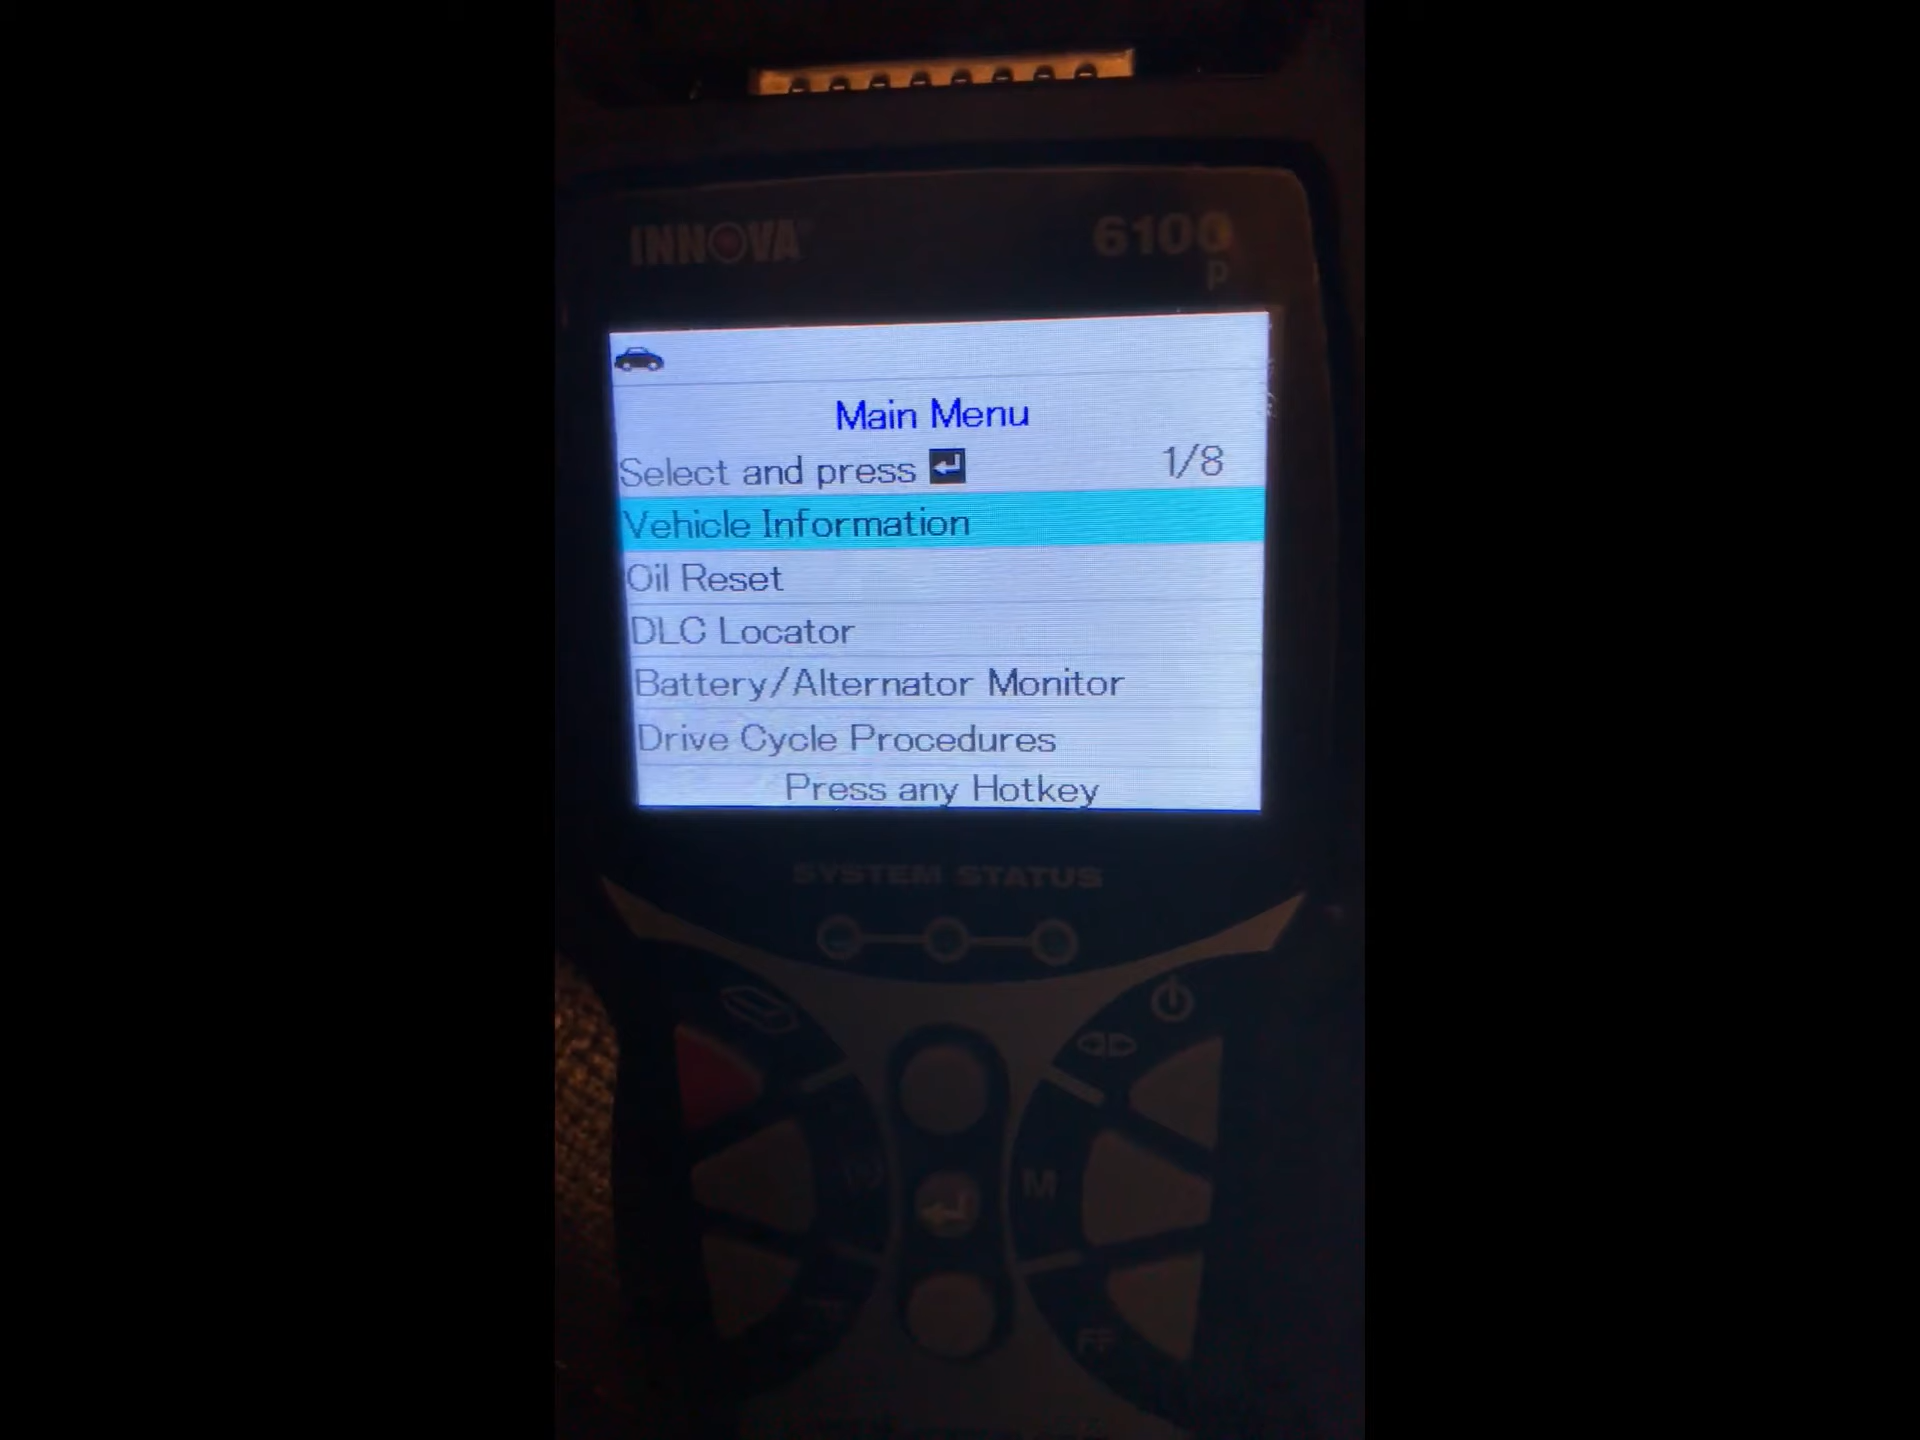 INNOVA
6100
P
Main Menu
Select and press 1/8
Vehicle Information
Oil Reset
DLC Locator
Battery/Alternator Monitor
Drive Cycle Procedures
Press any Hotkey
SYSTEM STATUS
M
FF